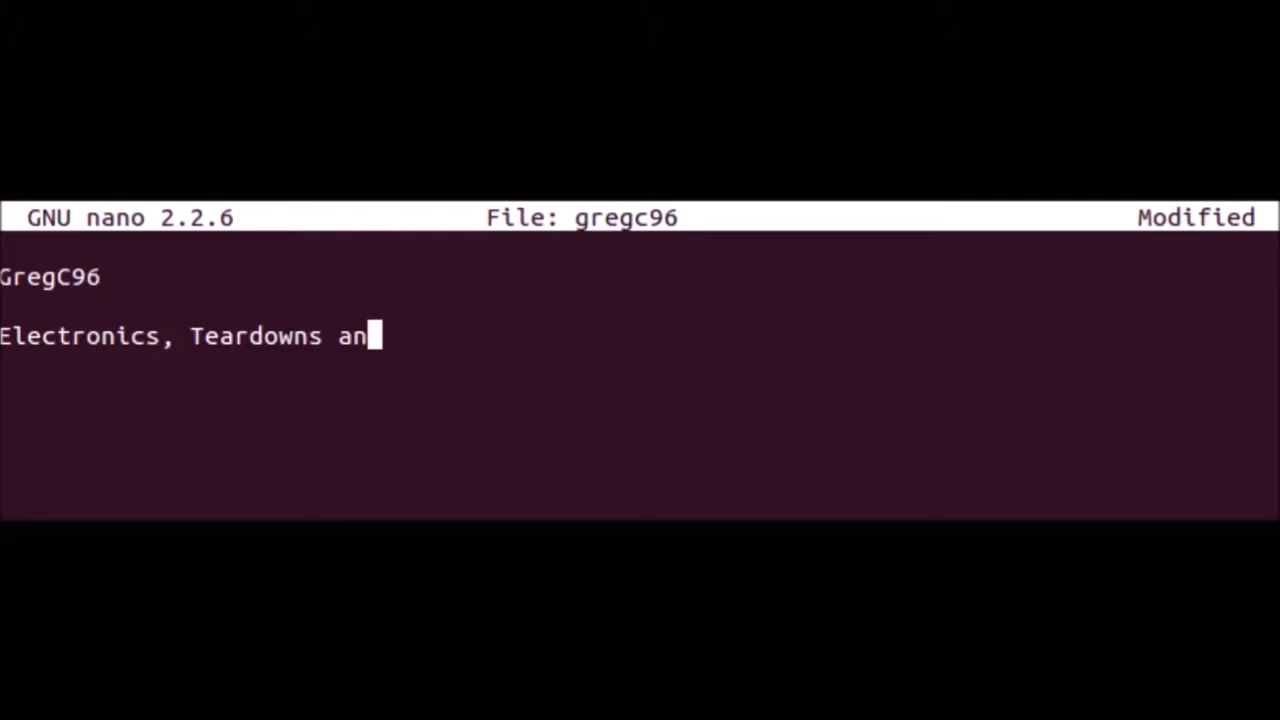 GNU nano 2.2.6 File: gregc96 Modified
GregC96
Electronics, Teardowns an